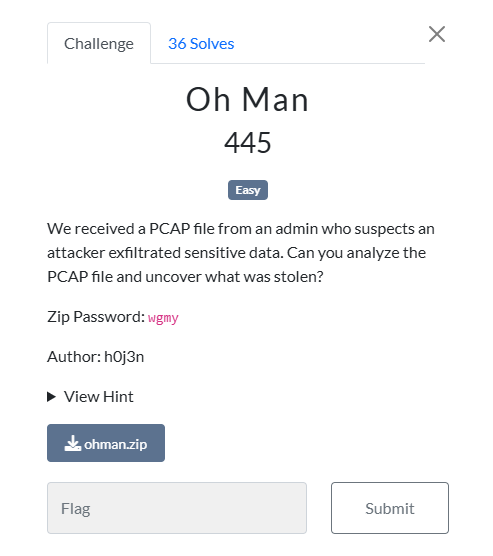 Challenge
36 Solves
Oh Man
445
Easy
We received a PCAP file from an admin who suspects an
attacker exfiltrated sensitive data. Can you analyze the
PCAP file and uncover what was stolen?
Zip Password: wgmy
Author: h0j3n
View Hint
ohman.zip
Flag
Submit